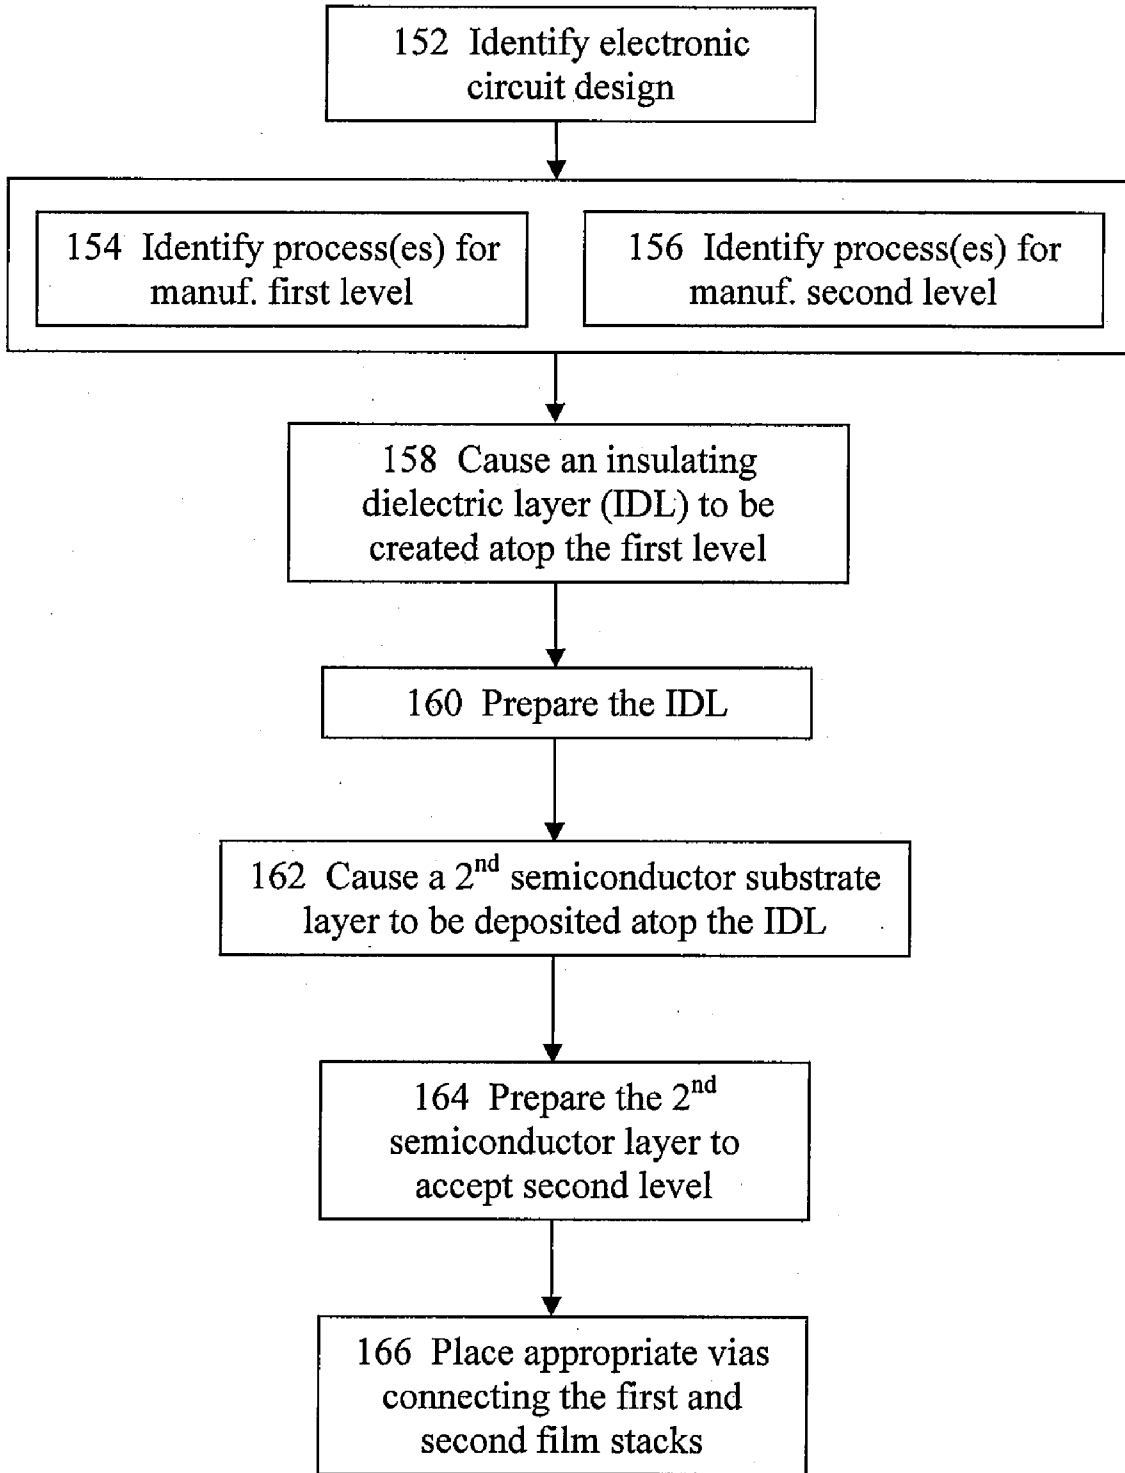 152 Identify electronic
circuit design
154 Identify process(es) for
manuf. first level
156 Identify process(es) for
manuf. second level
158 Cause an insulating
dielectric layer (IDL) to be
created atop the first level
160 Prepare the IDL
162 Cause a 2nd semiconductor substrate
layer to be deposited atop the IDL
164 Prepare the 2nd
semiconductor layer to
accept second level
166 Place appropriate vias
connecting the first and
second film stacks